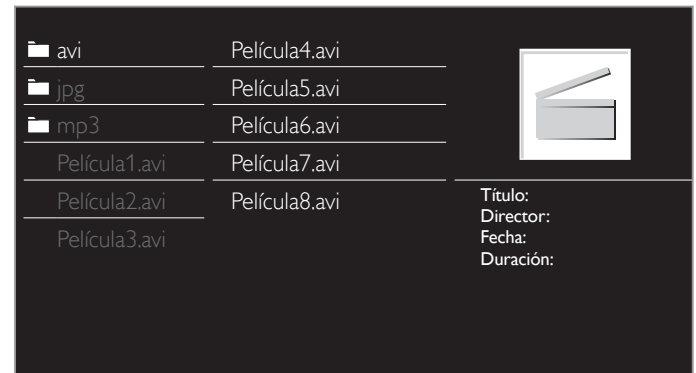 avi
jpg
mp3
Película1.avi
Película2.avi
Película3.avi
Película4.avi
Película5.avi
Película6.avi
Película7.avi
Película8.avi
Título:
Director:
Fecha:
Duración: